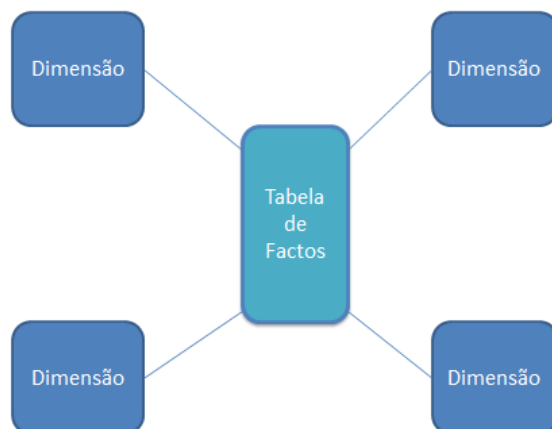 Dimensão
Dimensão
Tabela
de
Factos
Dimensão
Dimensão